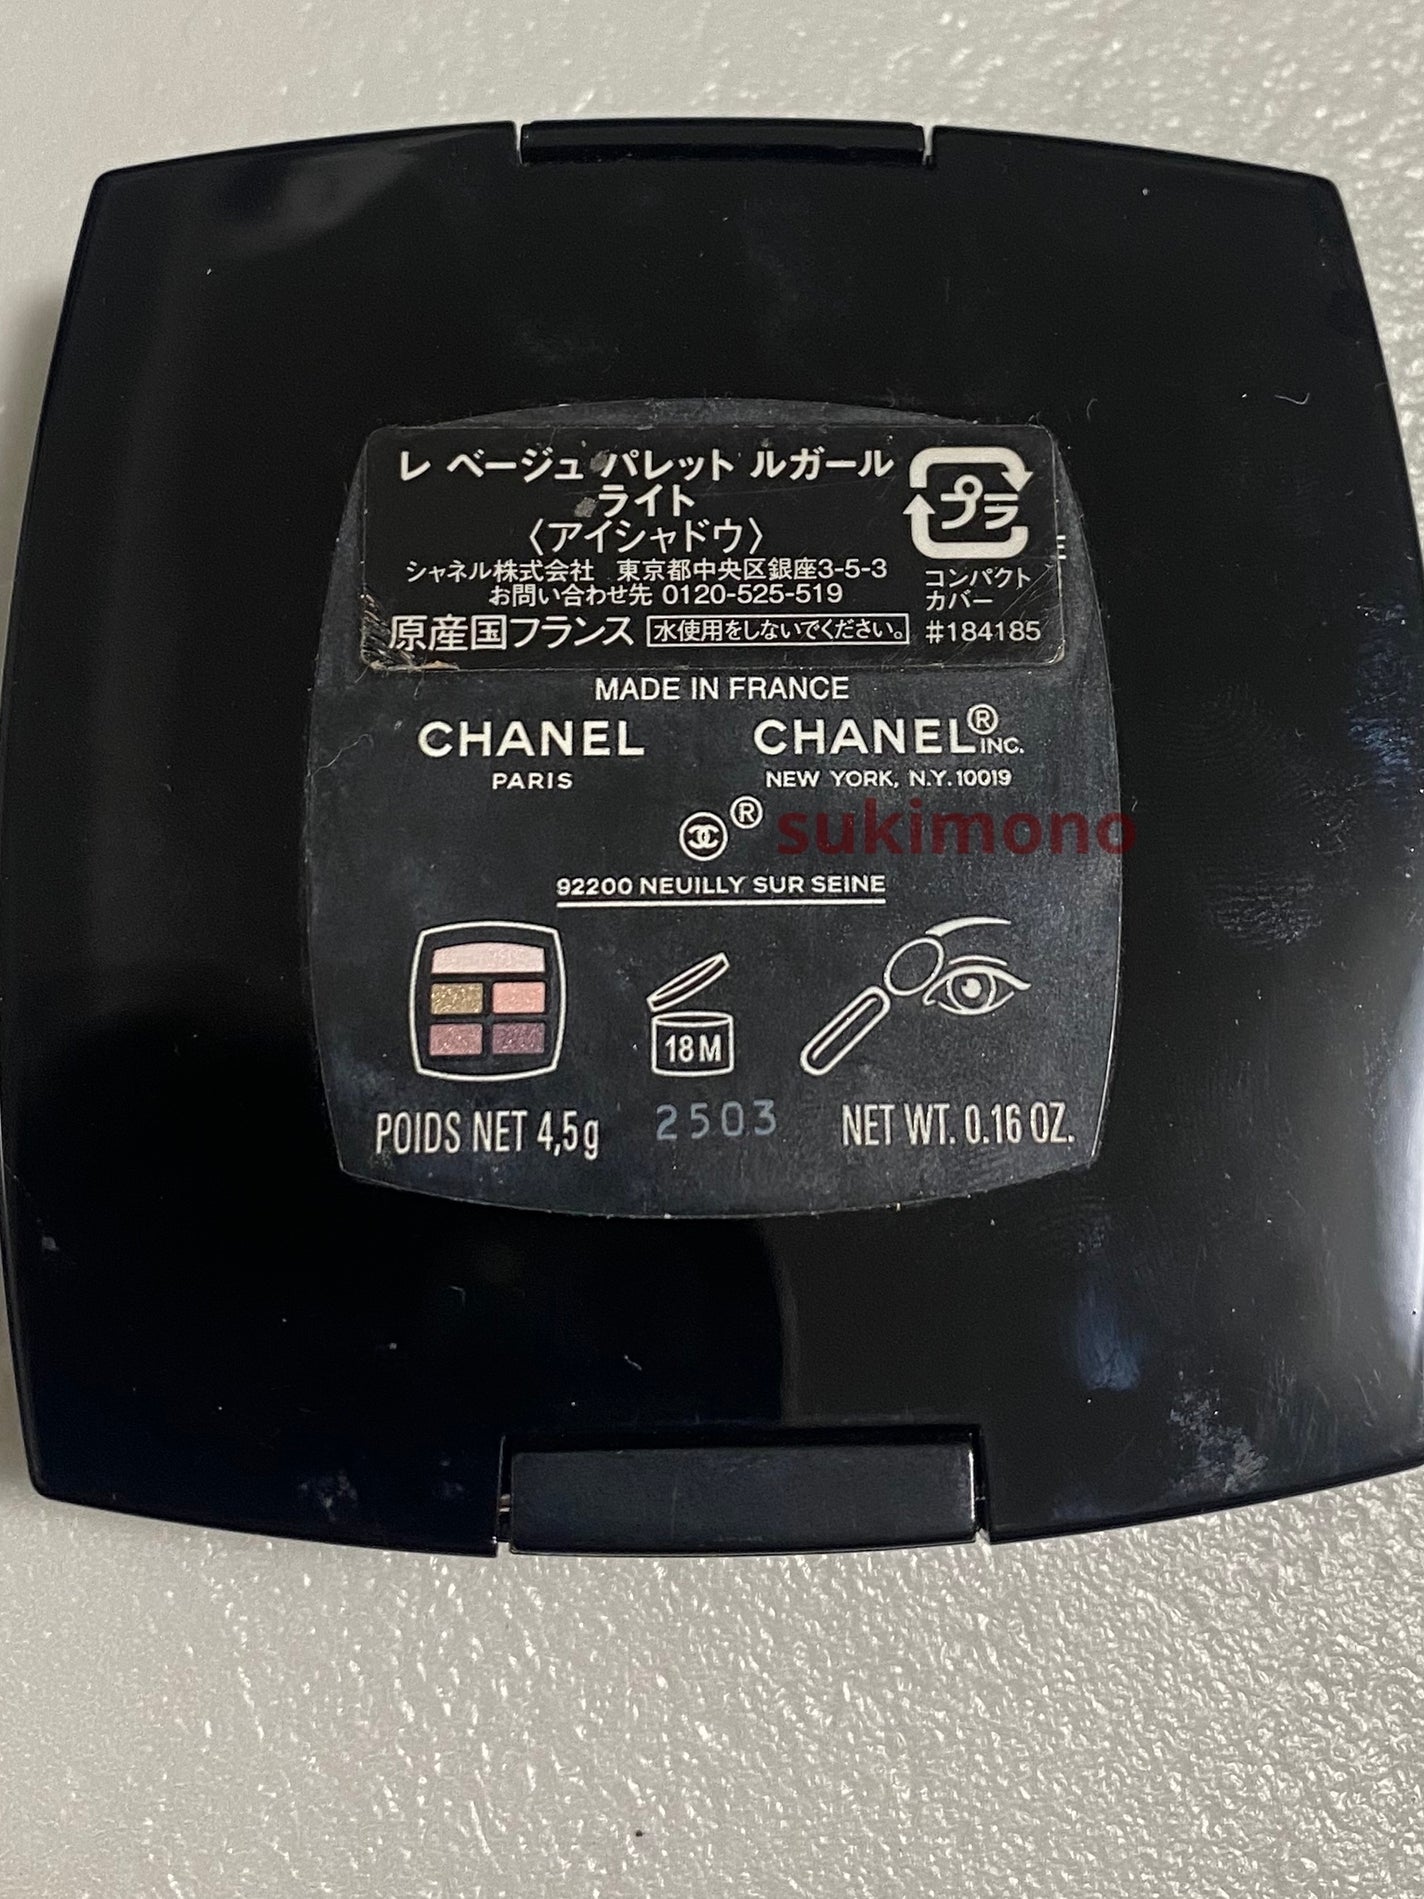 レ ベージュ パレット ルガール
ライト
〈アイシャドウ〉
シャネル株式会社 東京都中央区銀座3-5-3
お問い合わせ先 0120-525-519
原産国フランス 水使用をしないでください。
プラ
コンパクト
カバー
#184185
E
MADE IN FRANCE
CHANEL
PARIS
CHANEL® INC.
NEW YORK, N.Y. 10019
®
sukimono
92200 NEUILLY SUR SEINE
18M
POIDS NET 4,5g
2503
NET WT. 0.16 OZ.